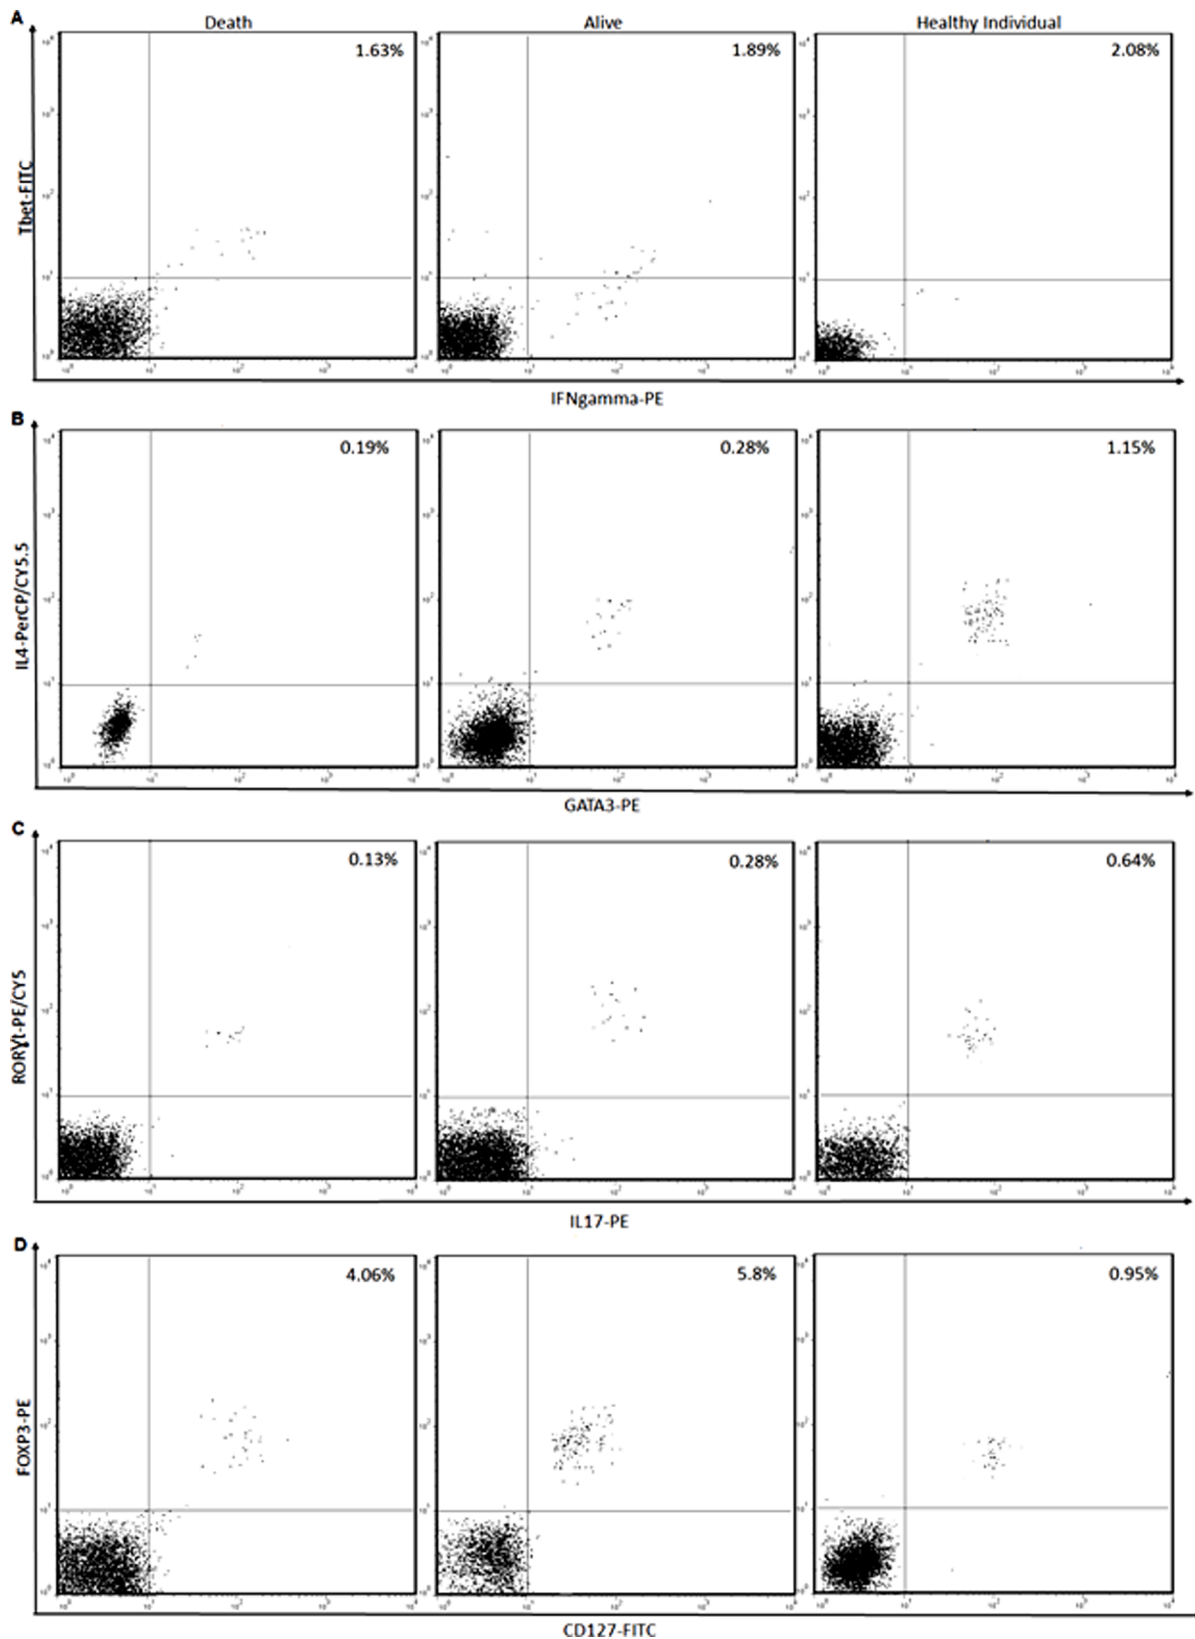 A
Death
Alive
Healthy Individual
1.63%
1.89%
2.08%
Tbet-FITC
IFNgamma-PE
B
0.19%
0.28%
1.15%
IL4-PerCP/CY5.5
GATA3-PE
C
0.13%
0.28%
0.64%
RORγt-PE/CY5
IL17-PE
D
4.06%
5.8%
0.95%
FOXP3-PE
CD127-FITC